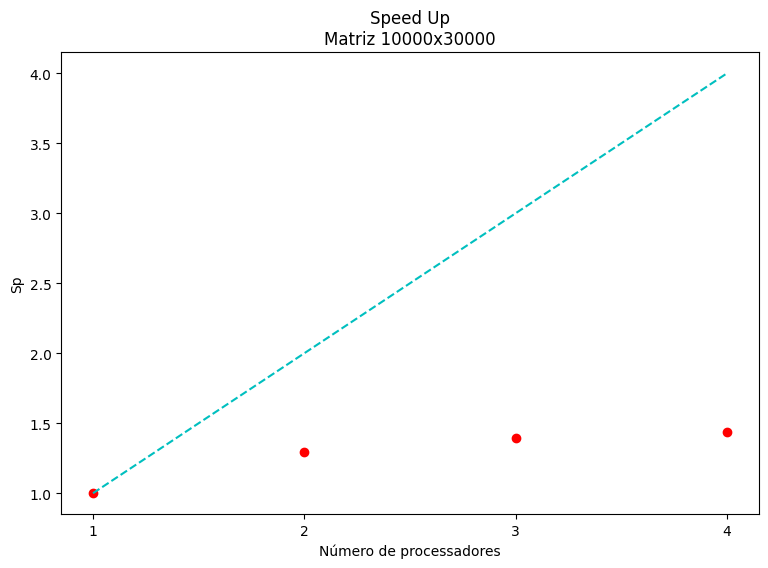 Speed Up
Matriz 10000x30000
4.0
3.5
3.0
2.5
2.0
1.5
1.0
Sp
1 2 3 4
Número de processadores